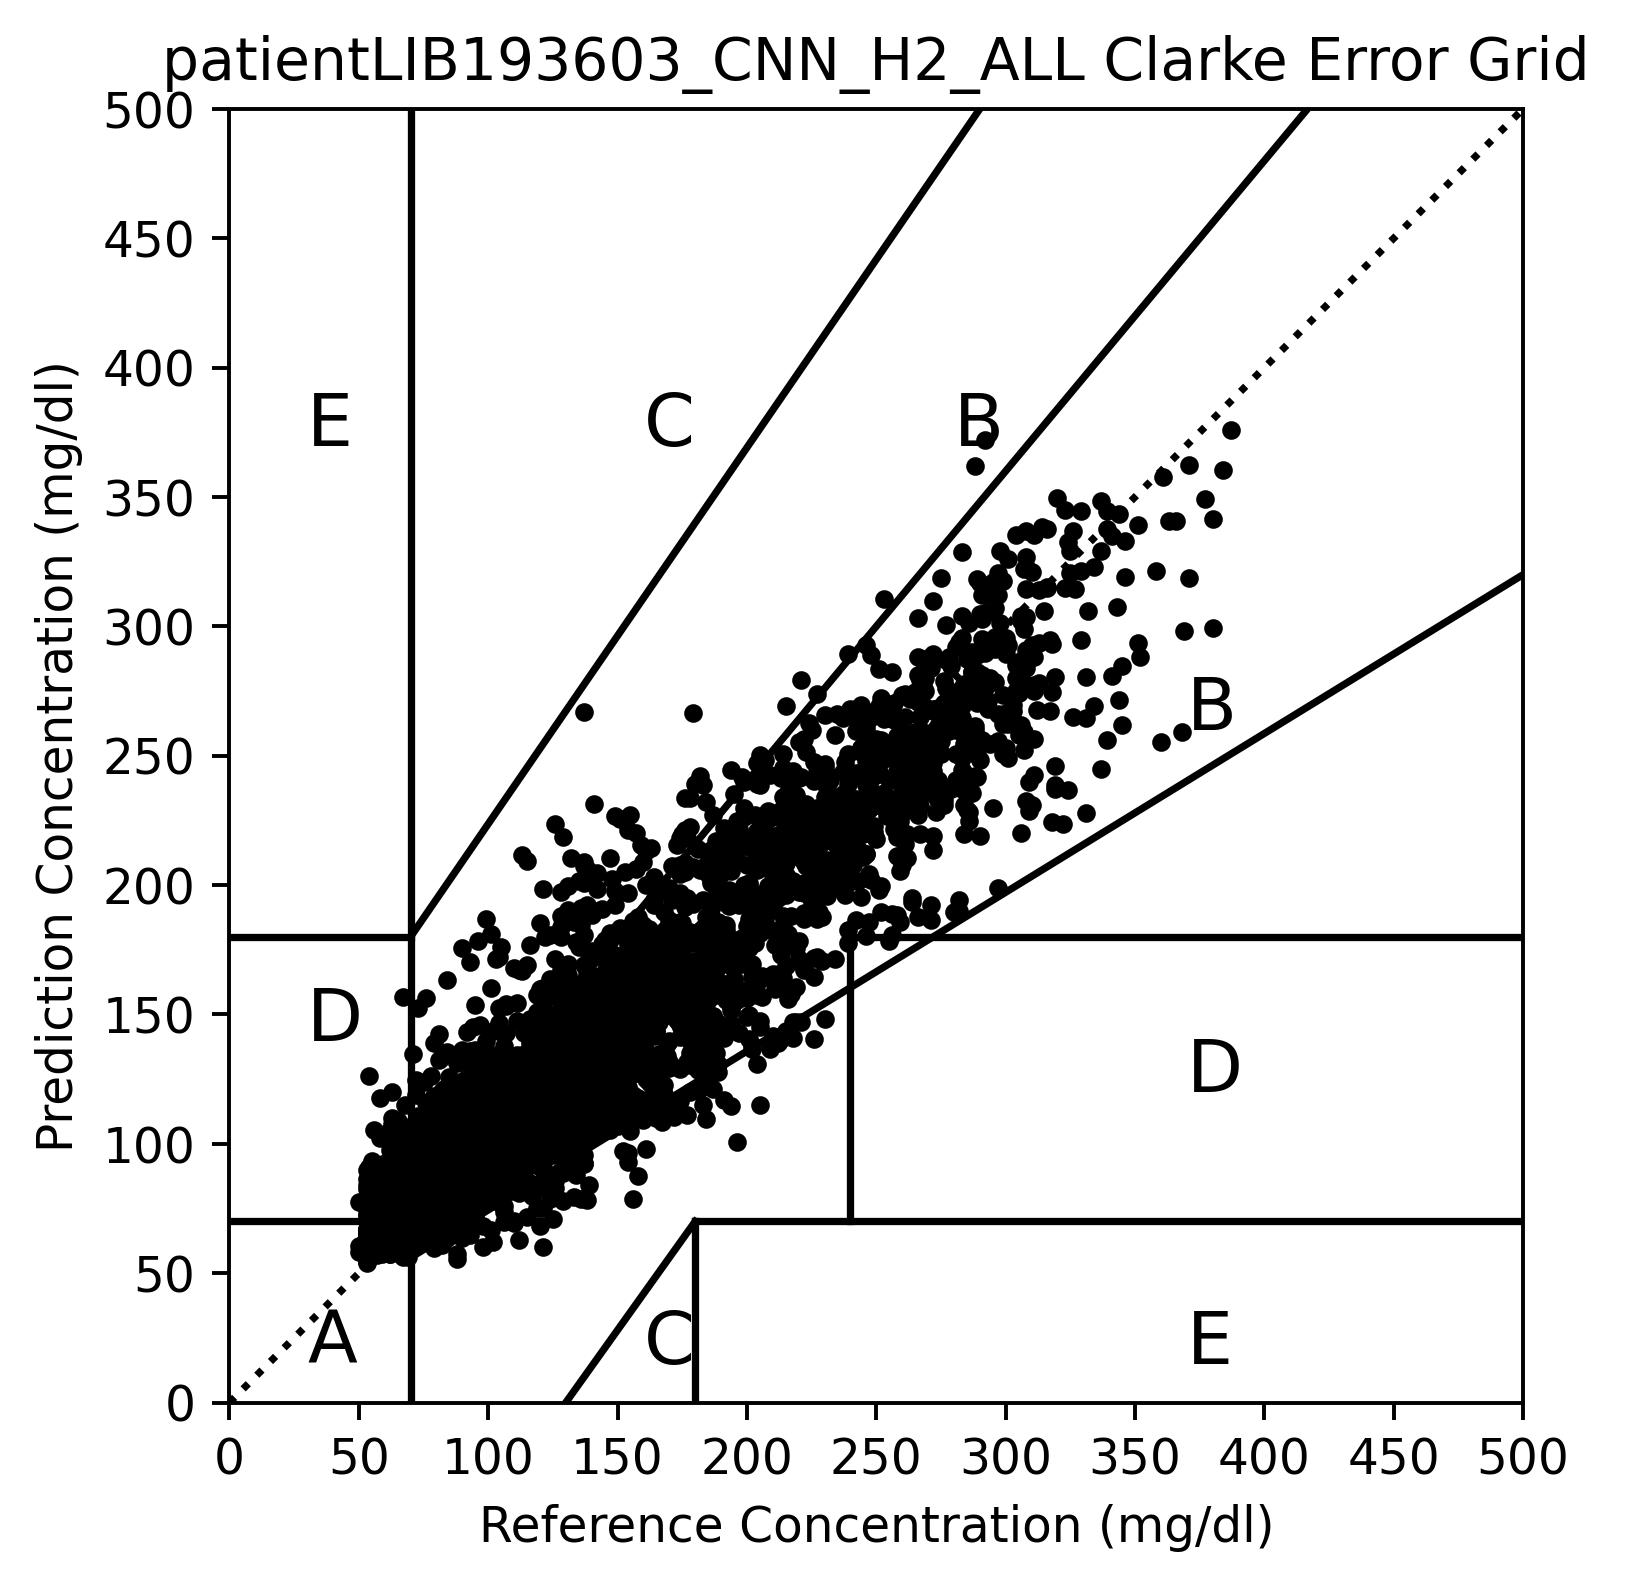 patientLIB193603_CNN_H2_ALL Clarke Error Grid
500
450
400
350
300
250
200
150
100
50
0
Prediction Concentration (mg/dl)
E
C
B
B
D
D
A
C
E
0 50 100 150 200 250 300 350 400 450 500
Reference Concentration (mg/dl)